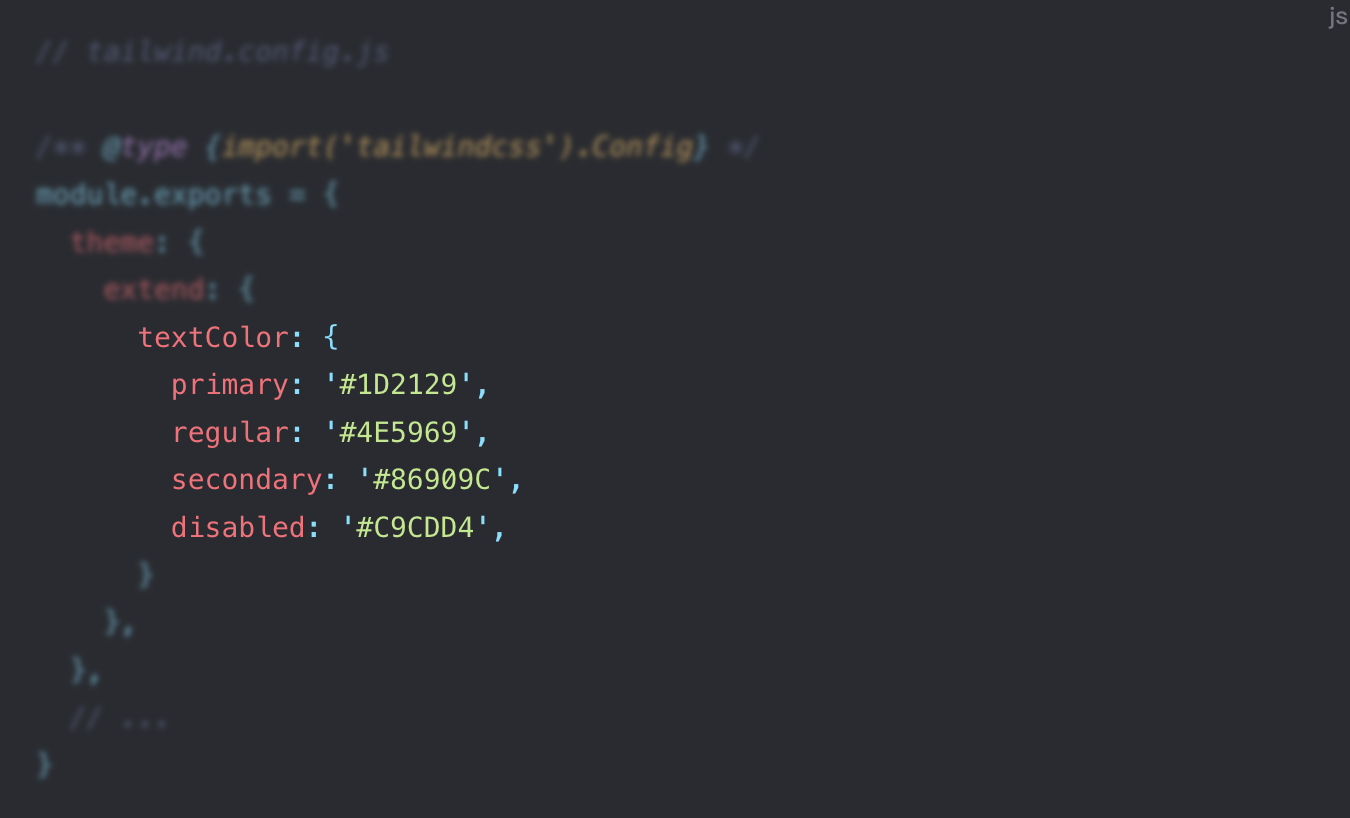 js
// tailwind.config.js
/** @type {import('tailwindcss').Config} */
module.exports = {
theme: {
extend: {
textColor: {
primary: '#1D2129',
regular: '#4E5969',
secondary: '#86909C',
disabled: '#C9CDD4',
}
},
},
// ...
}